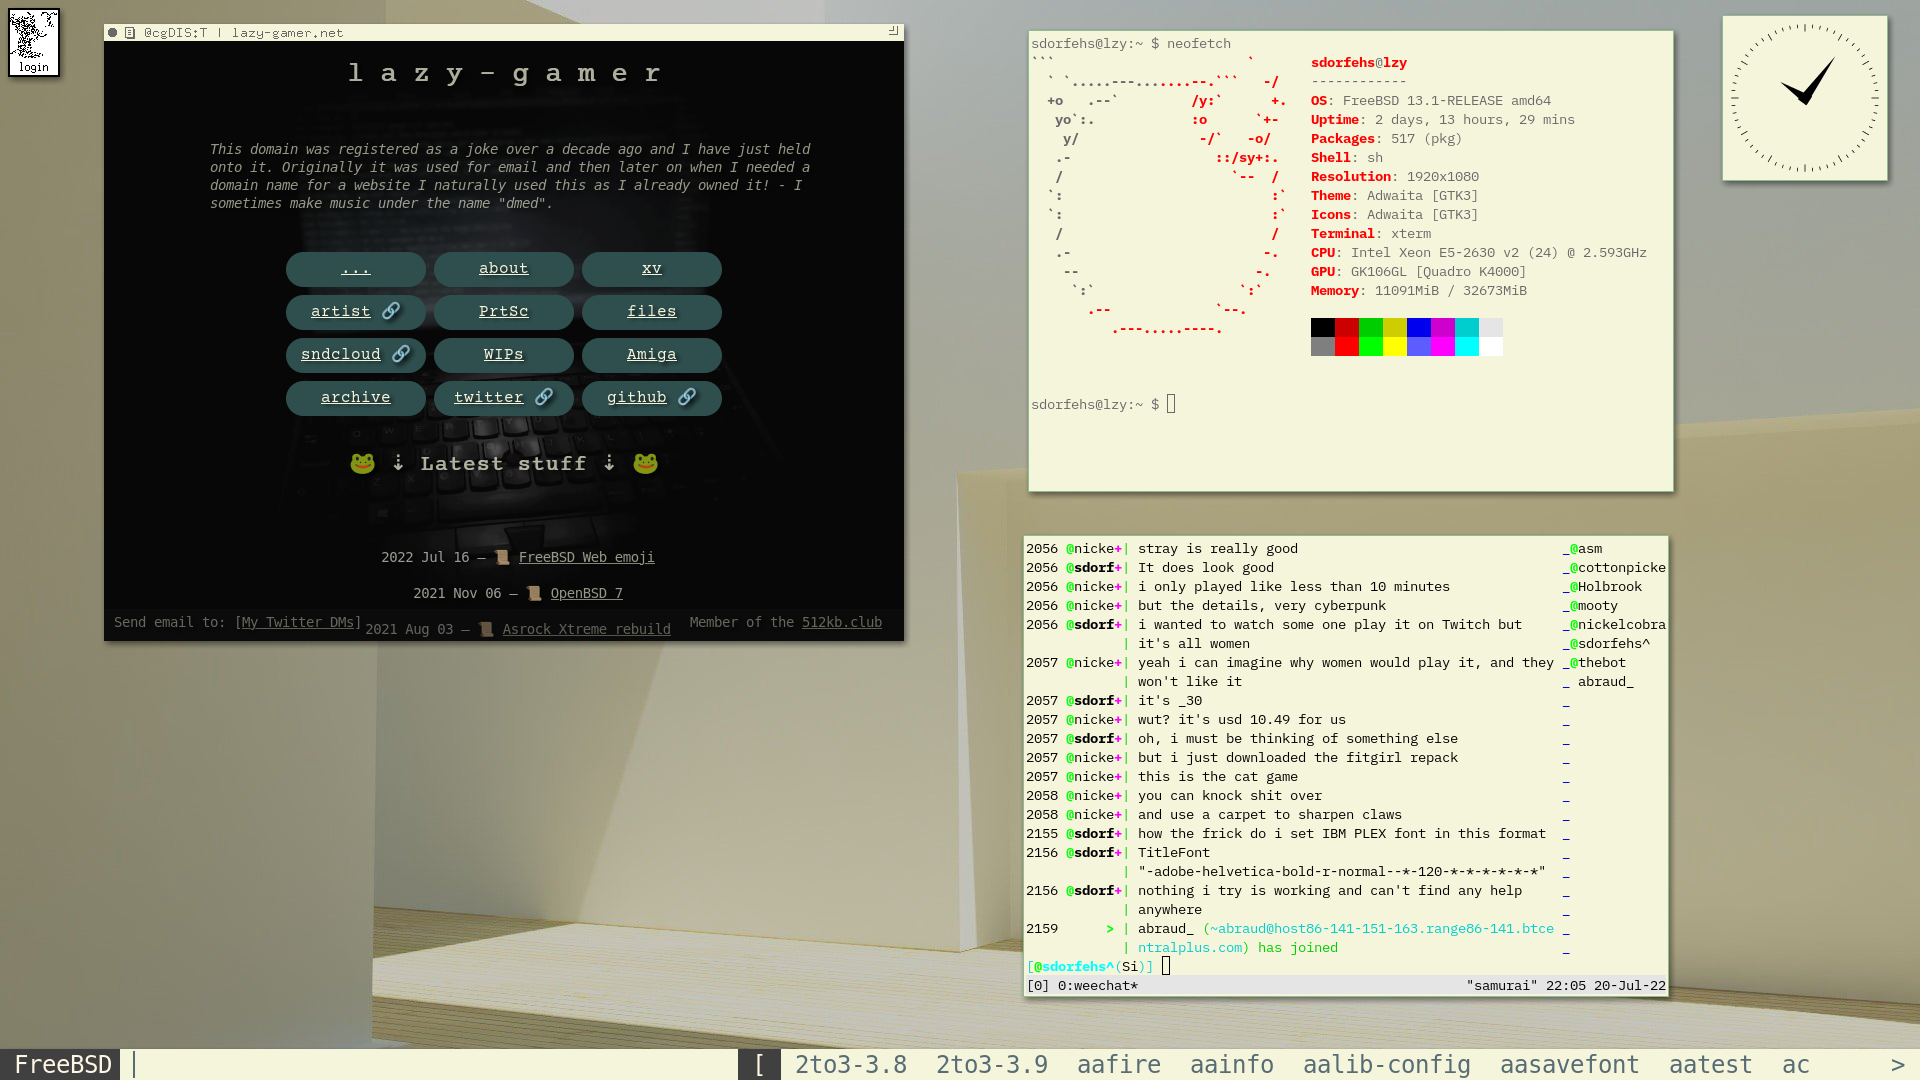 login
@cgDIS:T | lazy-gamer.net
lazy-gamer
This domain was registered as a joke over a decade ago and I have just held
onto it. Originally it was used for email and then later on when I needed a
domain name for a website I naturally used this as I already owned it! - I
sometimes make music under the name "dmed".
... about xv
artist 🔗 PrtSc files
sndcloud 🔗 WIPs Amiga
archive twitter 🔗 github 🔗
🐸 ⇣ Latest stuff ⇣ 🐸
2022 Jul 16 — 📜 FreeBSD Web emoji
2021 Nov 06 — 📜 OpenBSD 7
2021 Aug 03 — 📜 Asrock Xtreme rebuild
Send email to: [My Twitter DMs]
Member of the 512kb.club
sdorfehs@lzy:~ $ neofetch
sdorfehs@lzy
------------
OS: FreeBSD 13.1-RELEASE amd64
Uptime: 2 days, 13 hours, 29 mins
Packages: 517 (pkg)
Shell: sh
Resolution: 1920x1080
Theme: Adwaita [GTK3]
Icons: Adwaita [GTK3]
Terminal: xterm
CPU: Intel Xeon E5-2630 v2 (24) @ 2.593GHz
GPU: GK106GL [Quadro K4000]
Memory: 11091MiB / 32673MiB
sdorfehs@lzy:~ $
2056 @nicke+| stray is really good
2056 @sdorf+| It does look good
2056 @nicke+| i only played like less than 10 minutes
2056 @nicke+| but the details, very cyberpunk
2056 @sdorf+| i wanted to watch some one play it on Twitch but
| it's all women
2057 @nicke+| yeah i can imagine why women would play it, and they
| won't like it
2057 @sdorf+| it's _30
2057 @nicke+| wut? it's usd 10.49 for us
2057 @sdorf+| oh, i must be thinking of something else
2057 @nicke+| but i just downloaded the fitgirl repack
2057 @nicke+| this is the cat game
2058 @nicke+| you can knock shit over
2058 @nicke+| and use a carpet to sharpen claws
2155 @sdorf+| how the frick do i set IBM PLEX font in this format
2156 @sdorf+| TitleFont
| "-adobe-helvetica-bold-r-normal--*-120-*-*-*-*-*-*"
2156 @sdorf+| nothing i try is working and can't find any help
| anywhere
2159 > | abraud_ (~abraud@host86-141-151-163.range86-141.btce
| ntralplus.com) has joined
[@sdorfehs^(Si)]
[0] 0:weechat* "samurai" 22:05 20-Jul-22
_@asm
_@cottonpicke
_@Holbrook
_@mooty
_@nickelcobra
_@sdorfehs^
_@thebot
_ abraud_
FreeBSD [ 2to3-3.8 2to3-3.9 aafire aainfo aalib-config aasavefont aatest ac >